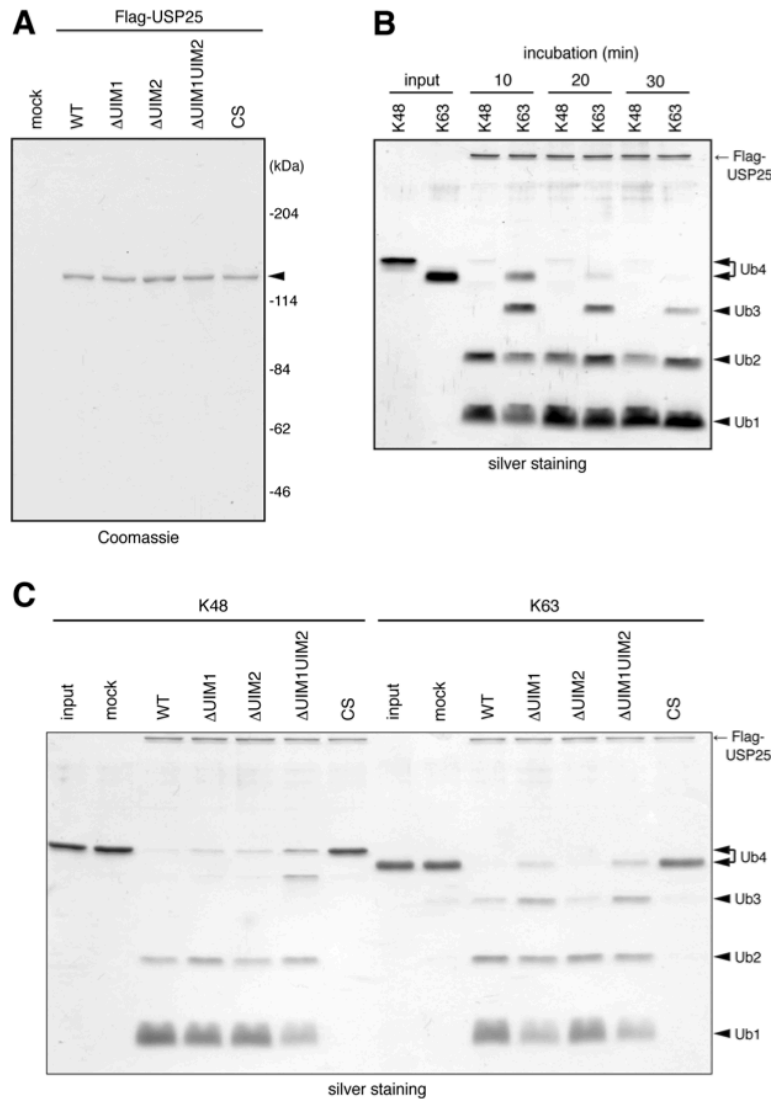 A
Flag-USP25
mock
WT
ΔUIM1
ΔUIM2
ΔUIM1UIM2
CS
(kDa)
-204
-114
-84
-62
-46
Coomassie
B
incubation (min)
input 10 20 30
K48 K63 K48 K63 K48 K63 K48 K63
← Flag-
USP25
Ub4
Ub3
Ub2
Ub1
silver staining
C
K48 K63
input mock WT ΔUIM1 ΔUIM2 ΔUIM1UIM2 CS input mock WT ΔUIM1 ΔUIM2 ΔUIM1UIM2 CS
← Flag-
USP25
Ub4
Ub3
Ub2
Ub1
silver staining